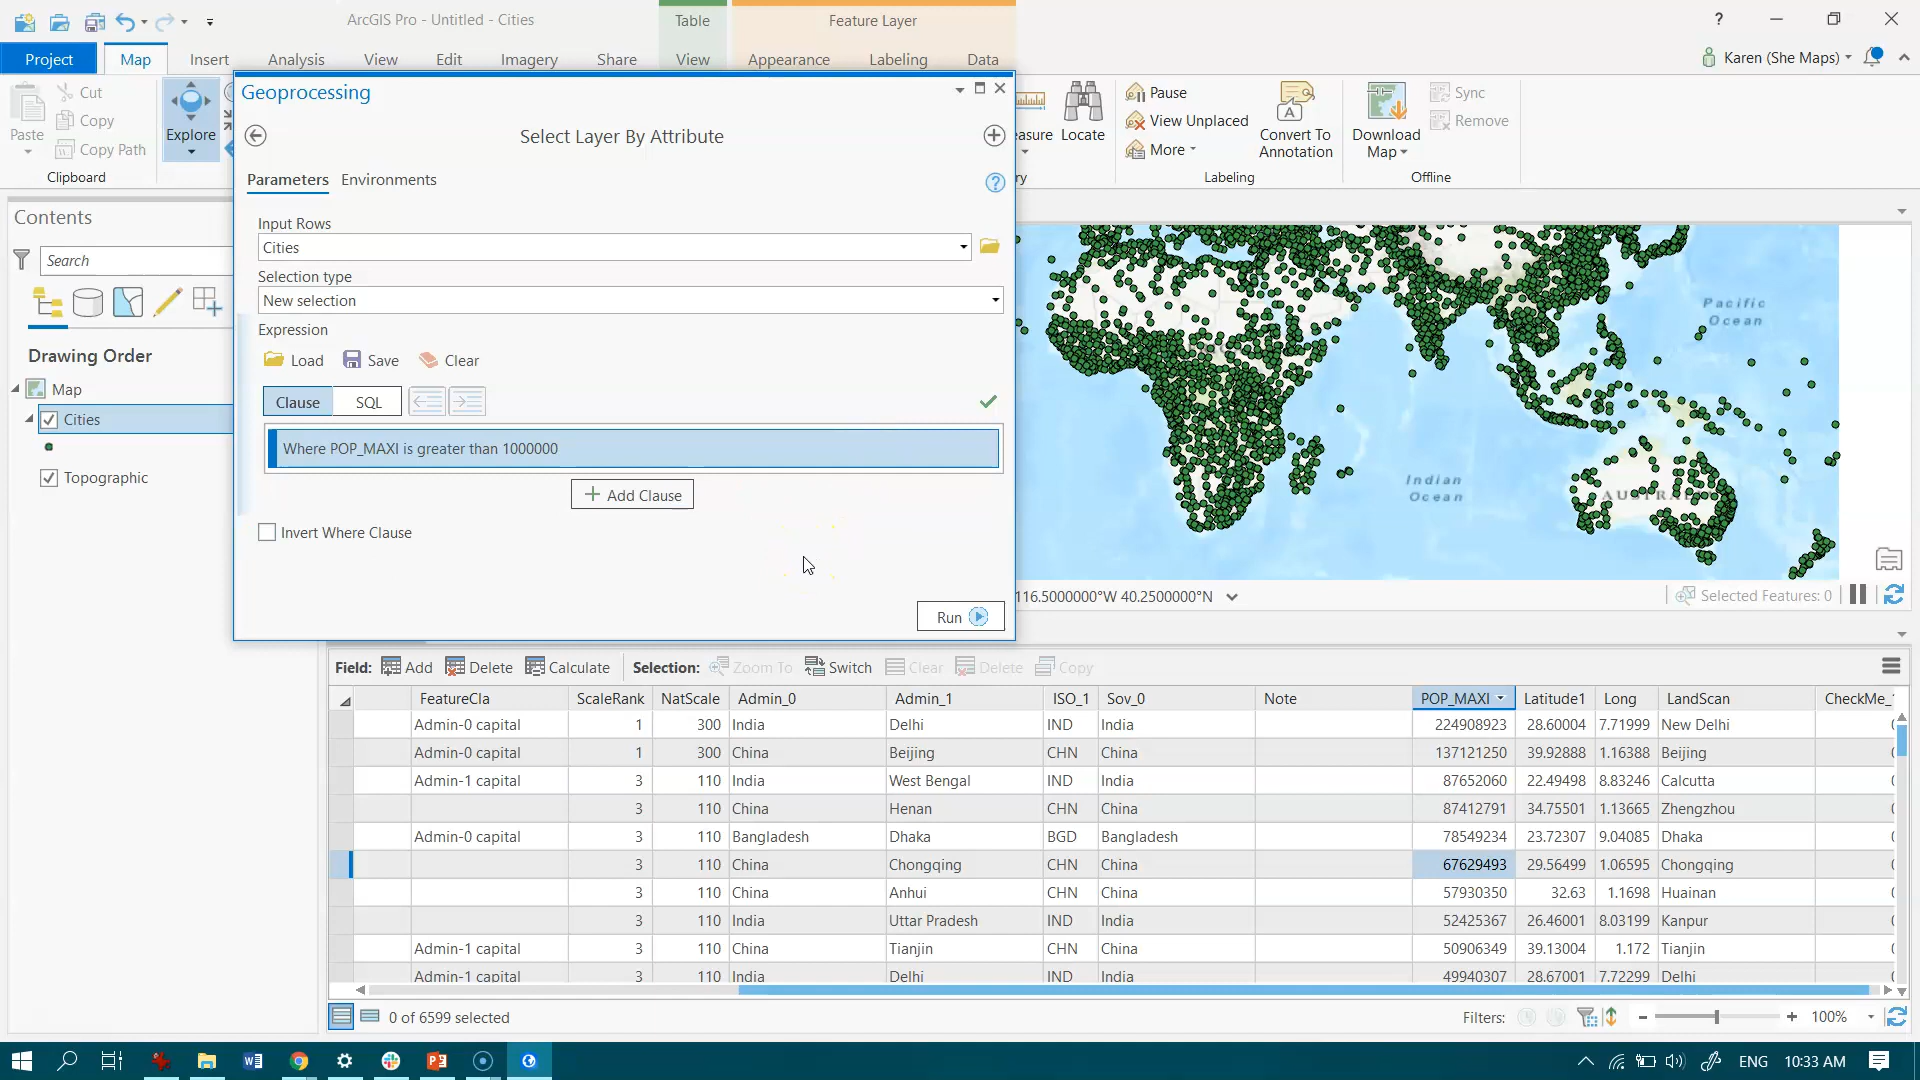 ArcGIS Pro - Untitled - Cities
Table
Feature Layer
?
Project
Map
Insert
Analysis
View
Edit
Imagery
Share
View
Appearance
Labeling
Data
Karen (She Maps)
Paste
Cut
Copy
Copy Path
Clipboard
Explore
Geoprocessing
Select Layer By Attribute
Parameters
Environments
Input Rows
Cities
Selection type
New selection
Expression
Load
Save
Clear
Clause
SQL
Where POP_MAXI is greater than 1000000
+ Add Clause
Invert Where Clause
Run
asure
Locate
ry
Pause
View Unplaced
More
Convert To
Annotation
Labeling
Download
Map
Sync
Remove
Offline
Contents
Search
Drawing Order
Map
Cities
Topographic
Pacific
Ocean
Indian
Ocean
116.5000000°W 40.2500000°N
Selected Features: 0
Field: Add Delete Calculate Selection: Zoom To Switch Clear Delete Copy
FeatureCla ScaleRank NatScale Admin_0 Admin_1 ISO_1 Sov_0 Note POP_MAXI Latitude1 Long LandScan CheckMe_
Admin-0 capital 1 300 India Delhi IND India 224908923 28.60004 7.71999 New Delhi
Admin-0 capital 1 300 China Beijing CHN China 137121250 39.92888 1.16388 Beijing
Admin-1 capital 3 110 India West Bengal IND India 87652060 22.49498 8.83246 Calcutta
3 110 China Henan CHN China 87412791 34.75501 1.13665 Zhengzhou
Admin-0 capital 3 110 Bangladesh Dhaka BGD Bangladesh 78549234 23.72307 9.04085 Dhaka
3 110 China Chongqing CHN China 67629493 29.56499 1.06595 Chongqing
3 110 China Anhui CHN China 57930350 32.63 1.1698 Huainan
3 110 India Uttar Pradesh IND India 52425367 26.46001 8.03199 Kanpur
Admin-1 capital 3 110 China Tianjin CHN China 50906349 39.13004 1.172 Tianjin
Admin-1 capital 3 110 India Delhi IND India 49940307 28.67001 7.72299 Delhi
0 of 6599 selected
Filters:
- + 100%
ENG 10:33 AM